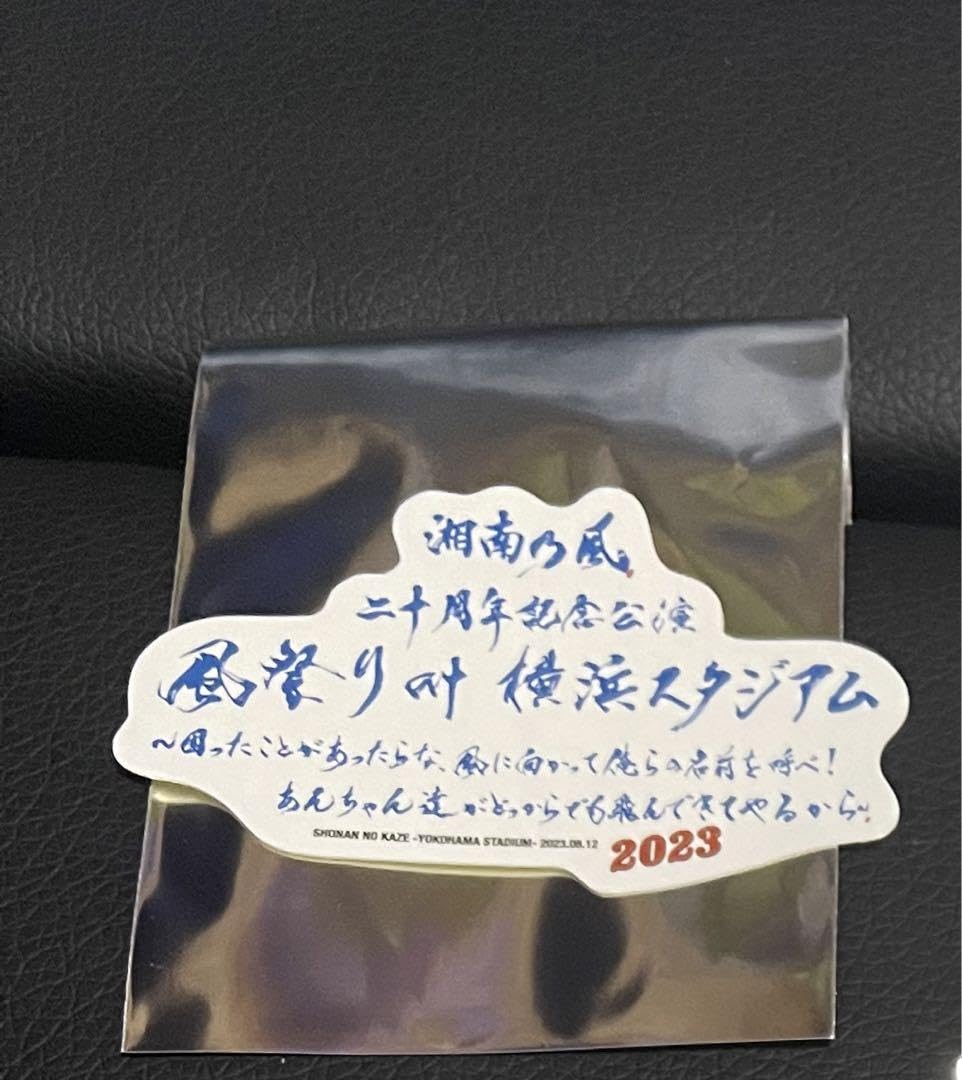 湘南乃風
二十周年記念公演
風祭り at 横浜スタジアム
~困ったことがあったらな、風に向かって俺らの名前を呼べ!
あんちゃん達がどっからでも飛んできてやるから~
SHONAN NO KAZE -YOKOHAMA STADIUM- 2023.08.12
2023